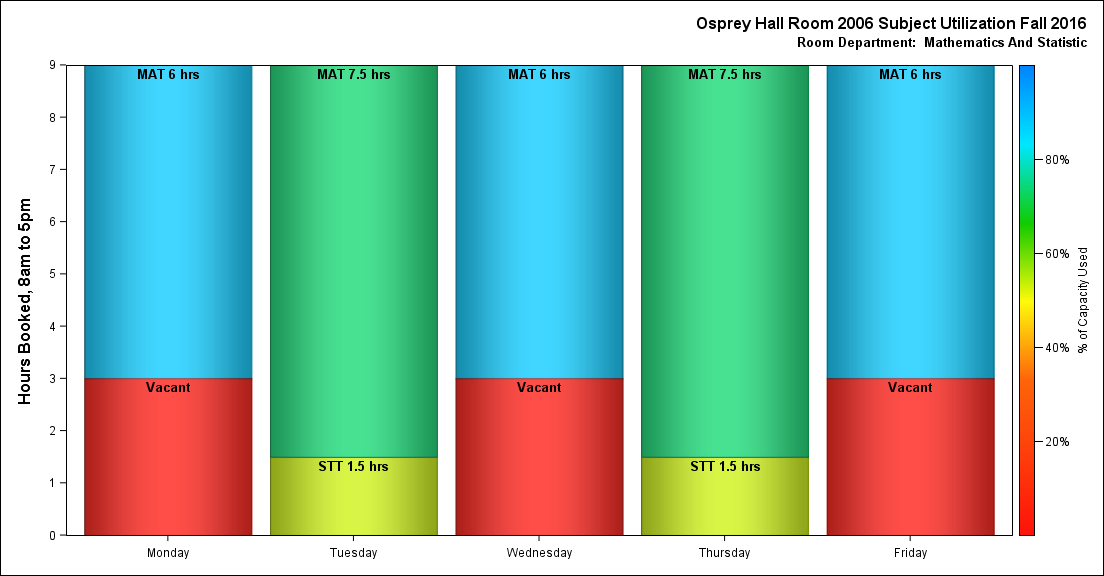 Osprey Hall Room 2006 Subject Utilization Fall 2016
Room Department: Mathematics And Statistic
Hours Booked, 8am to 5pm
9
8
7
6
5
4
3
2
1
0
MAT 6 hrs
Vacant
MAT 7.5 hrs
STT 1.5 hrs
MAT 6 hrs
Vacant
MAT 7.5 hrs
STT 1.5 hrs
MAT 6 hrs
Vacant
Monday
Tuesday
Wednesday
Thursday
Friday
80%
60%
40%
20%
% of Capacity Used